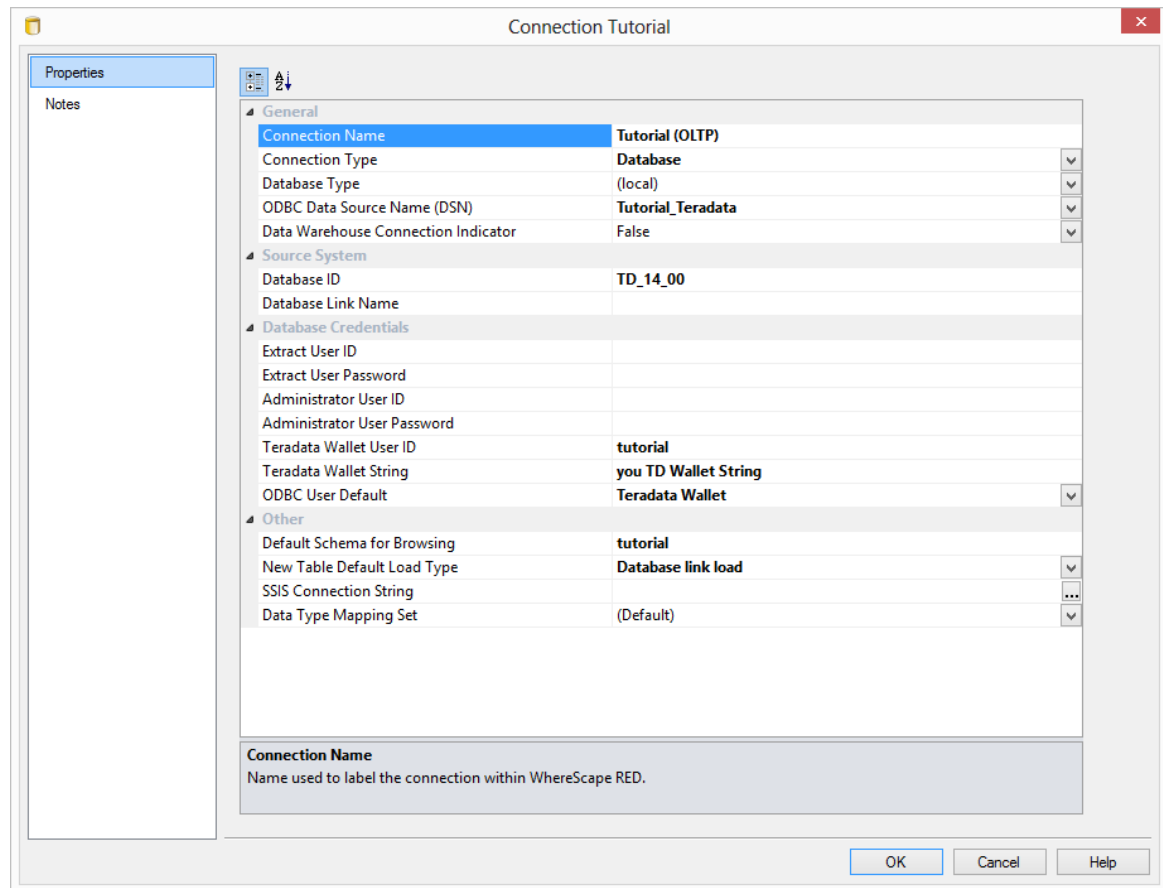 Connection Tutorial
Properties
Notes
General
Connection Name Tutorial (OLTP)
Connection Type Database
Database Type (local)
ODBC Data Source Name (DSN) Tutorial_Teradata
Data Warehouse Connection Indicator False
Source System
Database ID TD_14_00
Database Link Name
Database Credentials
Extract User ID
Extract User Password
Administrator User ID
Administrator User Password
Teradata Wallet User ID tutorial
Teradata Wallet String you TD Wallet String
ODBC User Default Teradata Wallet
Other
Default Schema for Browsing tutorial
New Table Default Load Type Database link load
SSIS Connection String ...
Data Type Mapping Set (Default)
Connection Name
Name used to label the connection within WhereScape RED.
OK Cancel Help